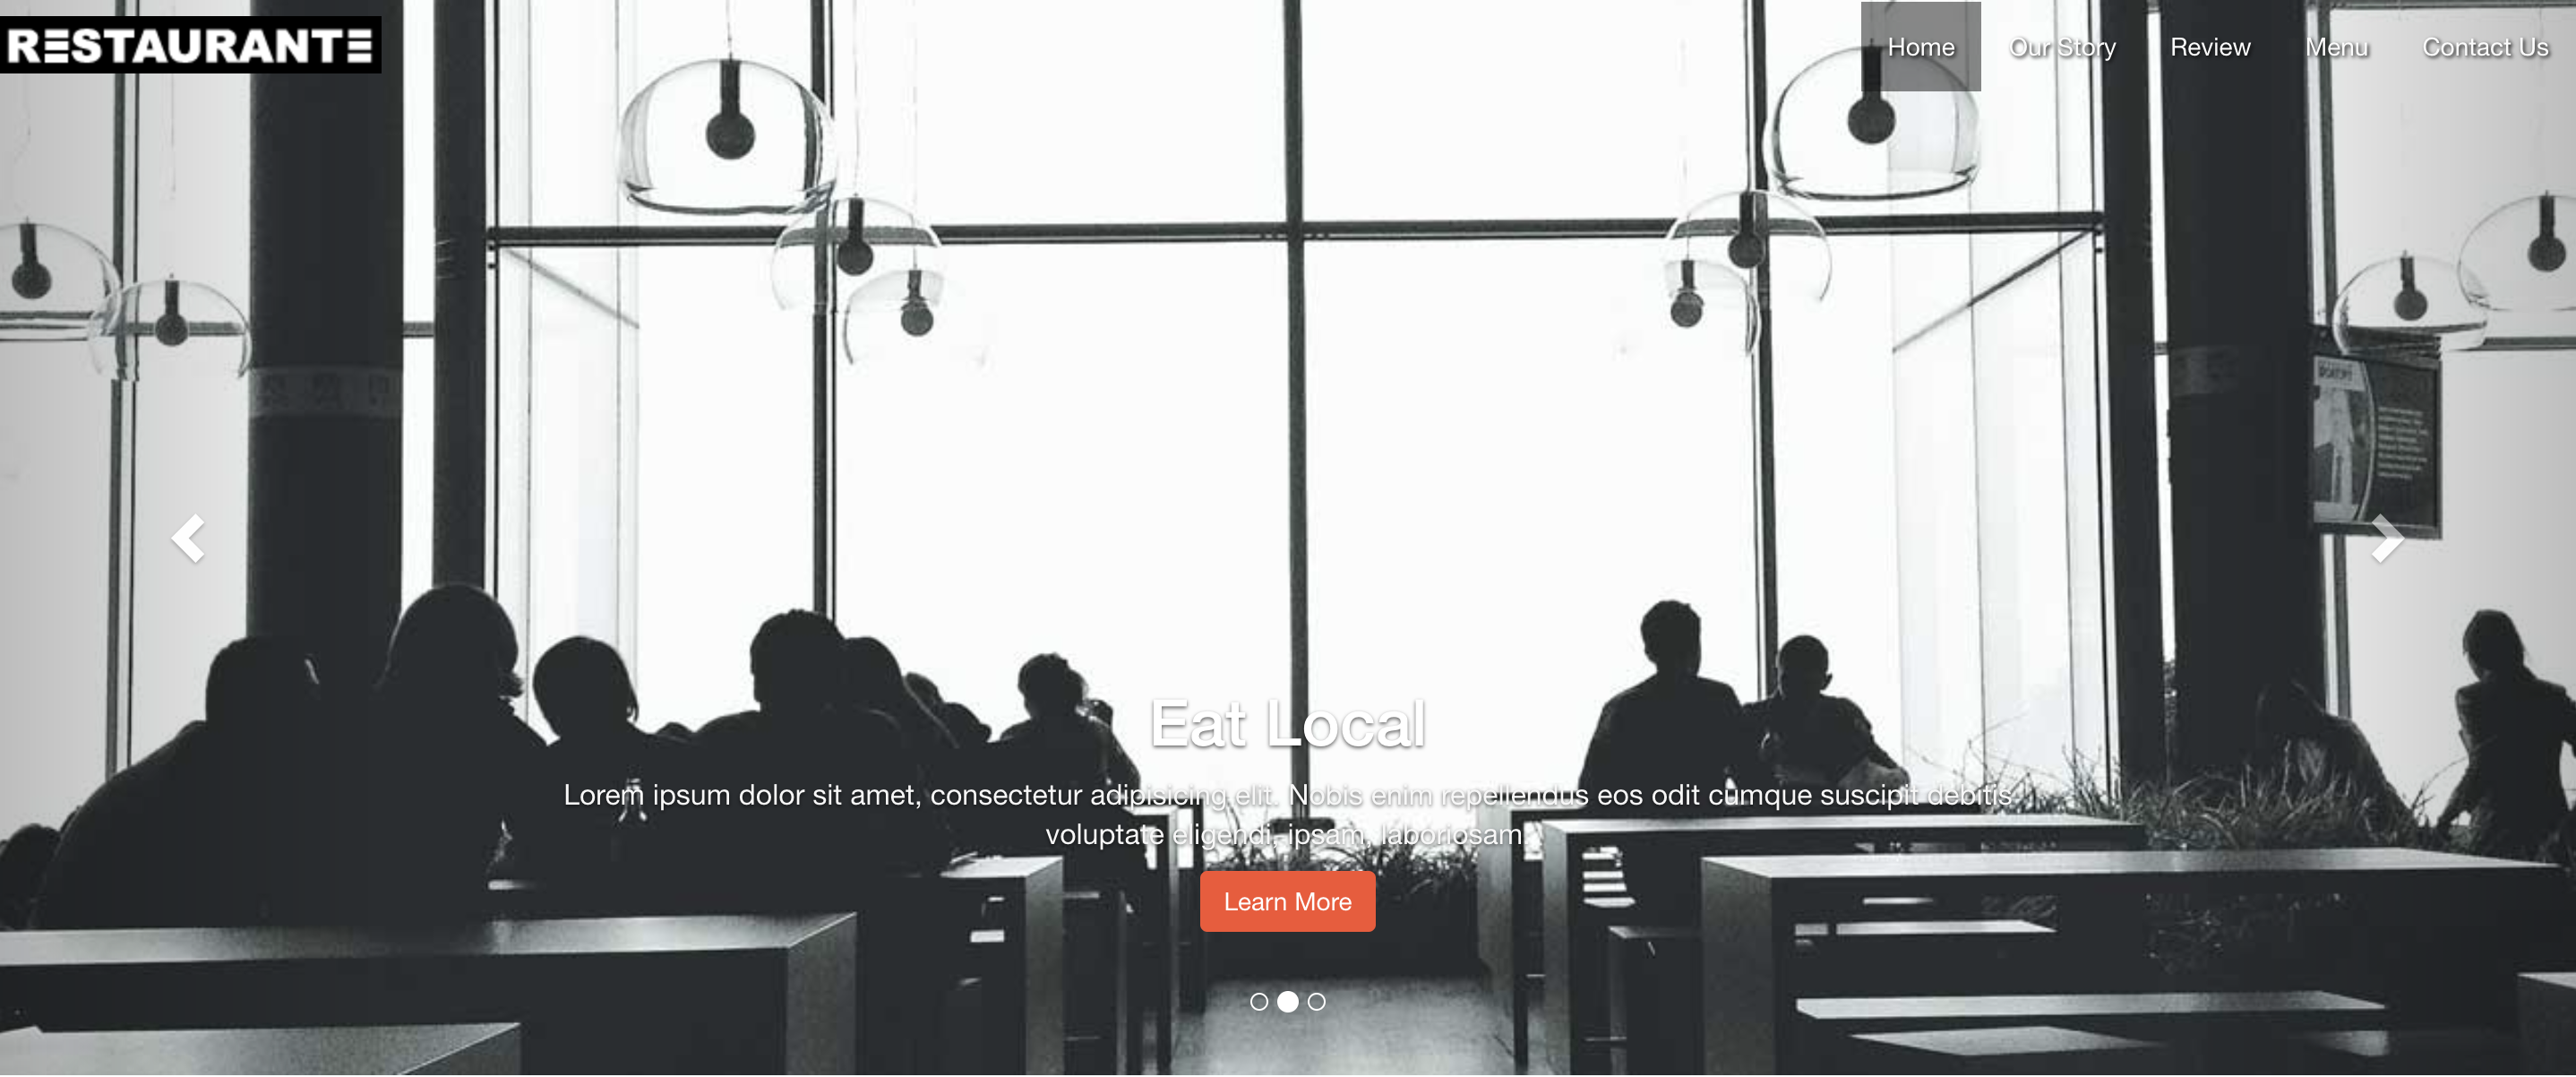 RESTAURANTE
Home Our Story Review Menu Contact Us
Eat Local
Lorem ipsum dolor sit amet, consectetur adipisicing elit. Nobis enim repellendus eos odit cumque suscipit debitis
voluptate eligendi, ipsam, laboriosam.
Learn More